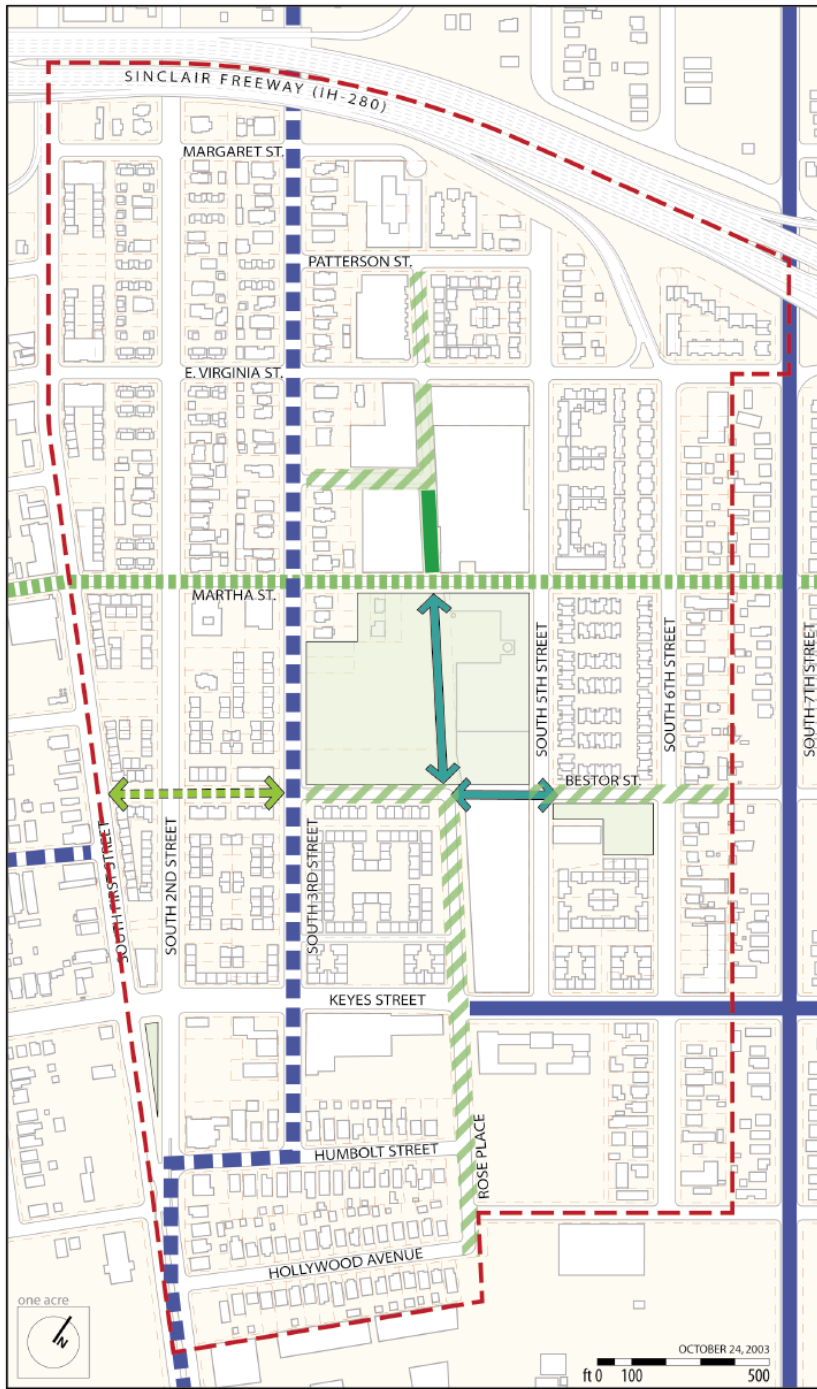 SINCLAIR FREEWAY (IH-280)
MARGARET ST.
PATTERSON ST.
E. VIRGINIA ST.
MARTHA ST.
SOUTH 5TH STREET
SOUTH 6TH STREET
SOUTH 7TH STREET
BESTOR ST.
SOUTH FIRST STREET
SOUTH 2ND STREET
SOUTH 3RD STREET
KEYES STREET
HUMBOLT STREET
ROSE PLACE
HOLLYWOOD AVENUE
one acre
N
OCTOBER 24, 2003
ft 0 100 500